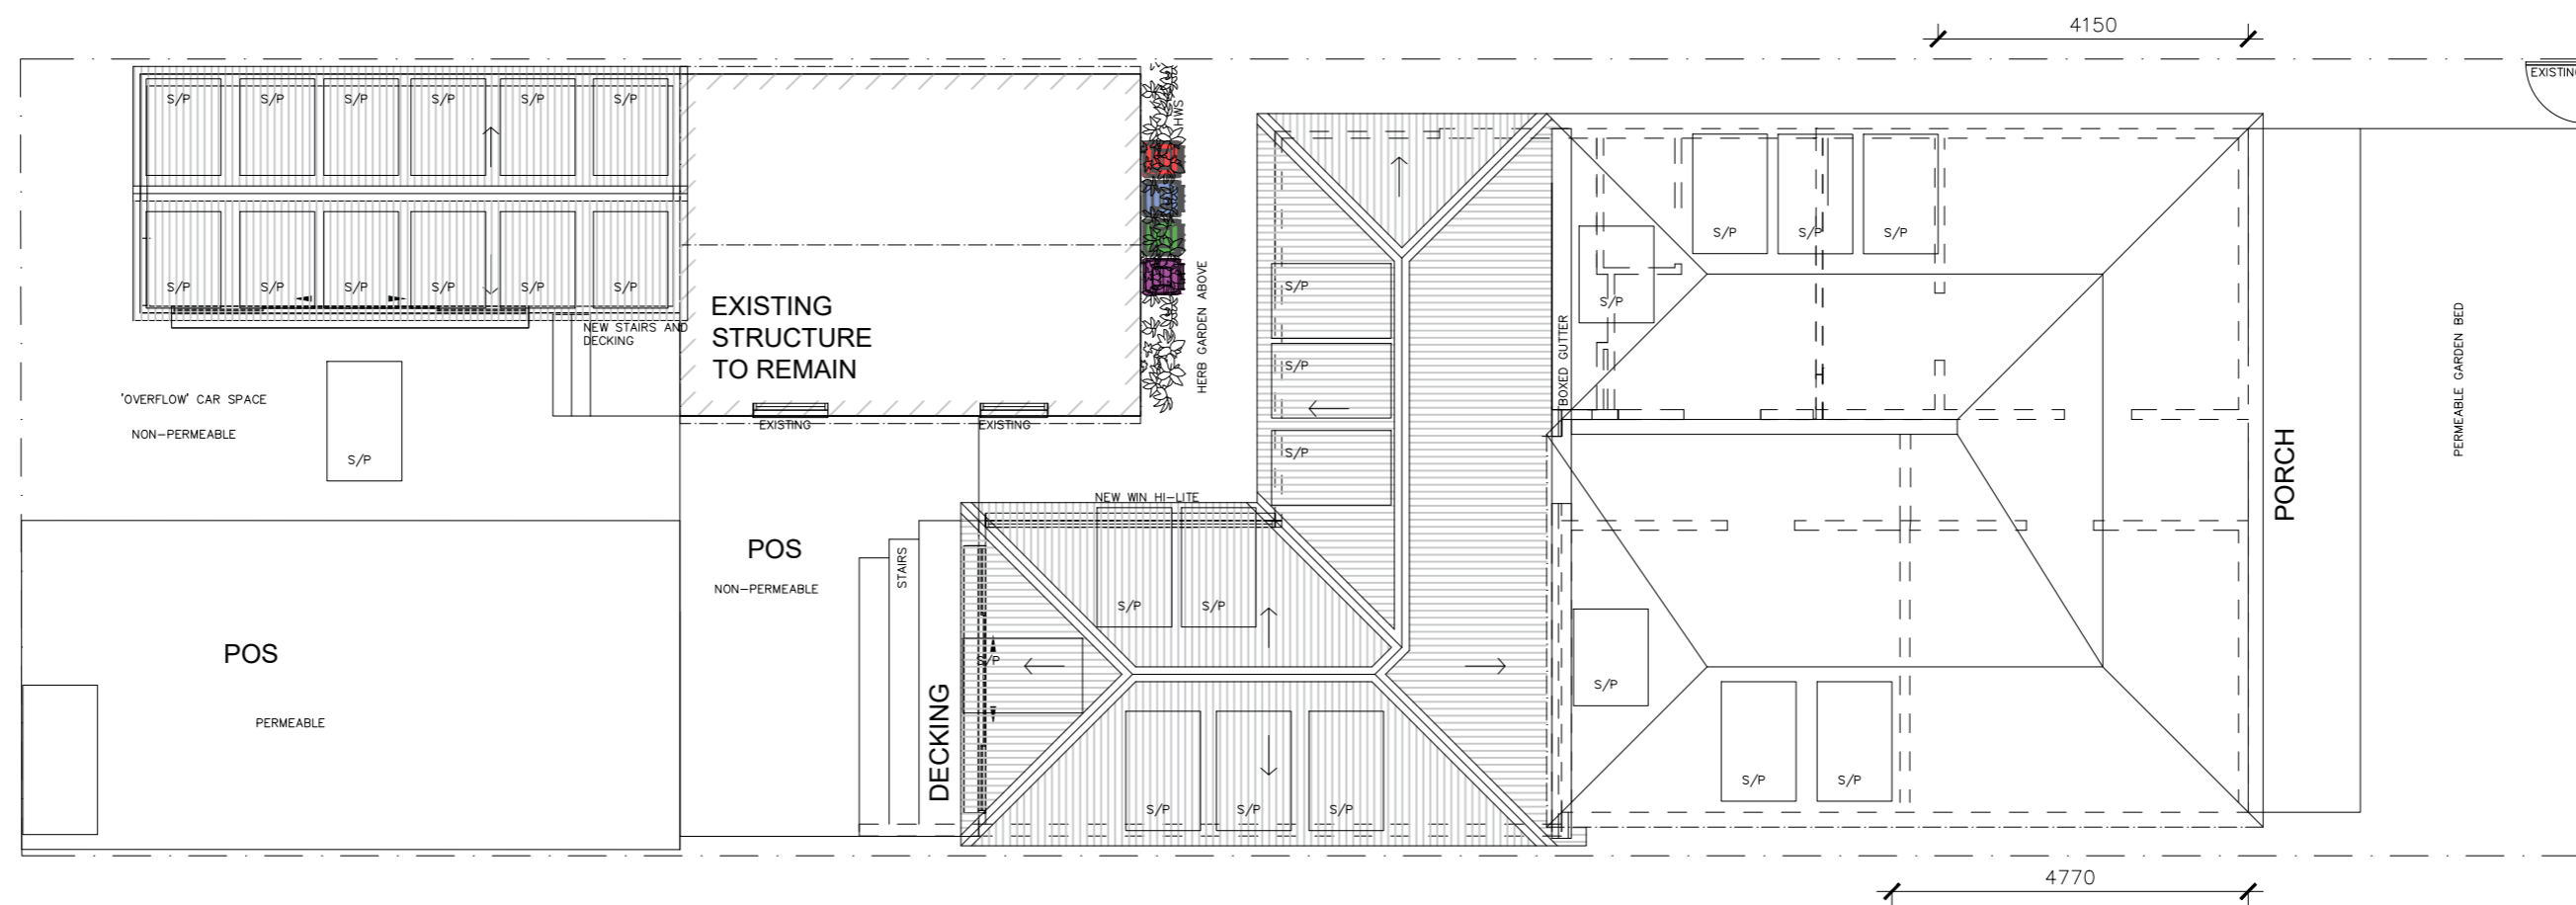 4150
EXISTING
S/P
S/P
S/P
S/P
S/P
S/P
HWS
S/P
S/P
S/P
S/P
S/P
S/P
S/P
S/P
S/P
S/P
S/P
NEW STAIRS AND
DECKING
EXISTING
STRUCTURE
TO REMAIN
HERB GARDEN ABOVE
S/P
S/P
S/P
BOXED GUTTER
PERMEABLE GARDEN BED
'OVERFLOW' CAR SPACE
NON-PERMEABLE
S/P
EXISTING
EXISTING
PORCH
NEW WIN HI-LITE
POS
NON-PERMEABLE
STAIRS
S/P
S/P
POS
PERMEABLE
DECKING
S/P
S/P
S/P
S/P
S/P
S/P
S/P
4770